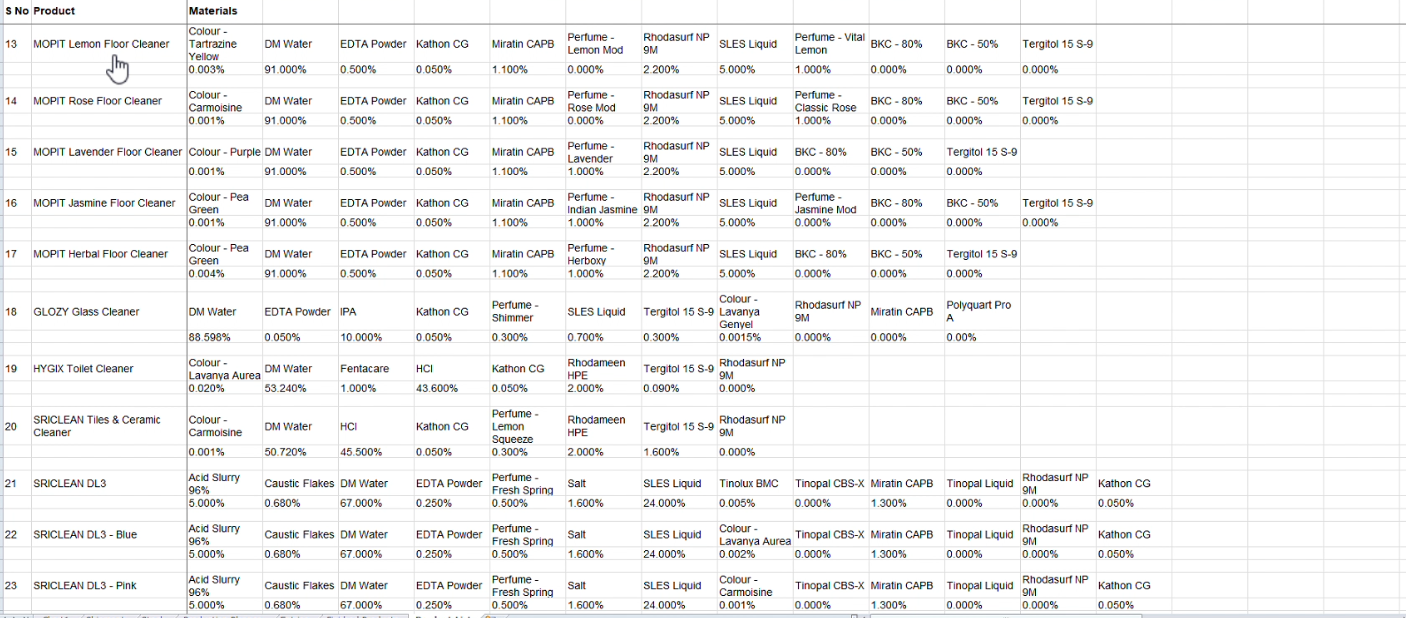 S No Product Materials
13 MOPIT Lemon Floor Cleaner Colour - Tartrazine Yellow DM Water EDTA Powder Kathon CG Miratin CAPB Perfume - Lemon Mod Rhodasurf NP 9M SLES Liquid Perfume - Vital Lemon BKC - 80% BKC - 50% Tergitol 15 S-9
0.003% 91.000% 0.500% 0.050% 1.100% 0.000% 2.200% 5.000% 1.000% 0.000% 0.000% 0.000%
14 MOPIT Rose Floor Cleaner Colour - Carmoisine DM Water EDTA Powder Kathon CG Miratin CAPB Perfume - Rose Mod Rhodasurf NP 9M SLES Liquid Perfume - Classic Rose BKC - 80% BKC - 50% Tergitol 15 S-9
0.001% 91.000% 0.500% 0.050% 1.100% 0.000% 2.200% 5.000% 1.000% 0.000% 0.000% 0.000%
15 MOPIT Lavender Floor Cleaner Colour - Purple DM Water EDTA Powder Kathon CG Miratin CAPB Perfume - Lavender Rhodasurf NP 9M SLES Liquid BKC - 80% BKC - 50% Tergitol 15 S-9
0.001% 91.000% 0.500% 0.050% 1.100% 1.000% 2.200% 5.000% 0.000% 0.000% 0.000%
16 MOPIT Jasmine Floor Cleaner Colour - Pea Green DM Water EDTA Powder Kathon CG Miratin CAPB Perfume - Indian Jasmine Rhodasurf NP 9M SLES Liquid Perfume - Jasmine Mod BKC - 80% BKC - 50% Tergitol 15 S-9
0.001% 91.000% 0.500% 0.050% 1.100% 1.000% 2.200% 5.000% 0.000% 0.000% 0.000% 0.000%
17 MOPIT Herbal Floor Cleaner Colour - Pea Green DM Water EDTA Powder Kathon CG Miratin CAPB Perfume - Herboxy Rhodasurf NP 9M SLES Liquid BKC - 80% BKC - 50% Tergitol 15 S-9
0.004% 91.000% 0.500% 0.050% 1.100% 1.000% 2.200% 5.000% 0.000% 0.000% 0.000%
18 GLOZY Glass Cleaner DM Water EDTA Powder IPA Kathon CG Perfume - Shimmer SLES Liquid Tergitol 15 S-9 Colour - Lavanya Genyel Rhodasurf NP 9M Miratin CAPB Polyquart Pro A
88.598% 0.050% 10.000% 0.050% 0.300% 0.700% 0.300% 0.0015% 0.000% 0.000% 0.00%
19 HYGIX Toilet Cleaner Colour - Lavanya Aurea DM Water Fentacare HCl Kathon CG Rhodameen HPE Tergitol 15 S-9 Rhodasurf NP 9M
0.020% 53.240% 1.000% 43.600% 0.050% 2.000% 0.090% 0.000%
20 SRICLEAN Tiles & Ceramic Cleaner Colour - Carmoisine DM Water HCl Kathon CG Perfume - Lemon Squeeze Rhodameen HPE Tergitol 15 S-9 Rhodasurf NP 9M
0.001% 50.720% 45.500% 0.050% 0.300% 2.000% 1.600% 0.000%
21 SRICLEAN DL3 Acid Slurry 96% Caustic Flakes DM Water EDTA Powder Perfume - Fresh Spring Salt SLES Liquid Tinolux BMC Tinopal CBS-X Miratin CAPB Tinopal Liquid Rhodasurf NP 9M Kathon CG
5.000% 0.680% 67.000% 0.250% 0.500% 1.600% 24.000% 0.005% 0.000% 1.300% 0.000% 0.000% 0.050%
22 SRICLEAN DL3 - Blue Acid Slurry 96% Caustic Flakes DM Water EDTA Powder Perfume - Fresh Spring Salt SLES Liquid Colour - Lavanya Aurea Tinopal CBS-X Miratin CAPB Tinopal Liquid Rhodasurf NP 9M Kathon CG
5.000% 0.680% 67.000% 0.250% 0.500% 1.600% 24.000% 0.002% 0.000% 1.300% 0.000% 0.000% 0.050%
23 SRICLEAN DL3 - Pink Acid Slurry 96% Caustic Flakes DM Water EDTA Powder Perfume - Fresh Spring Salt SLES Liquid Colour - Carmoisine Tinopal CBS-X Miratin CAPB Tinopal Liquid Rhodasurf NP 9M Kathon CG
5.000% 0.680% 67.000% 0.250% 0.500% 1.600% 24.000% 0.001% 0.000% 1.300% 0.000% 0.000% 0.050%